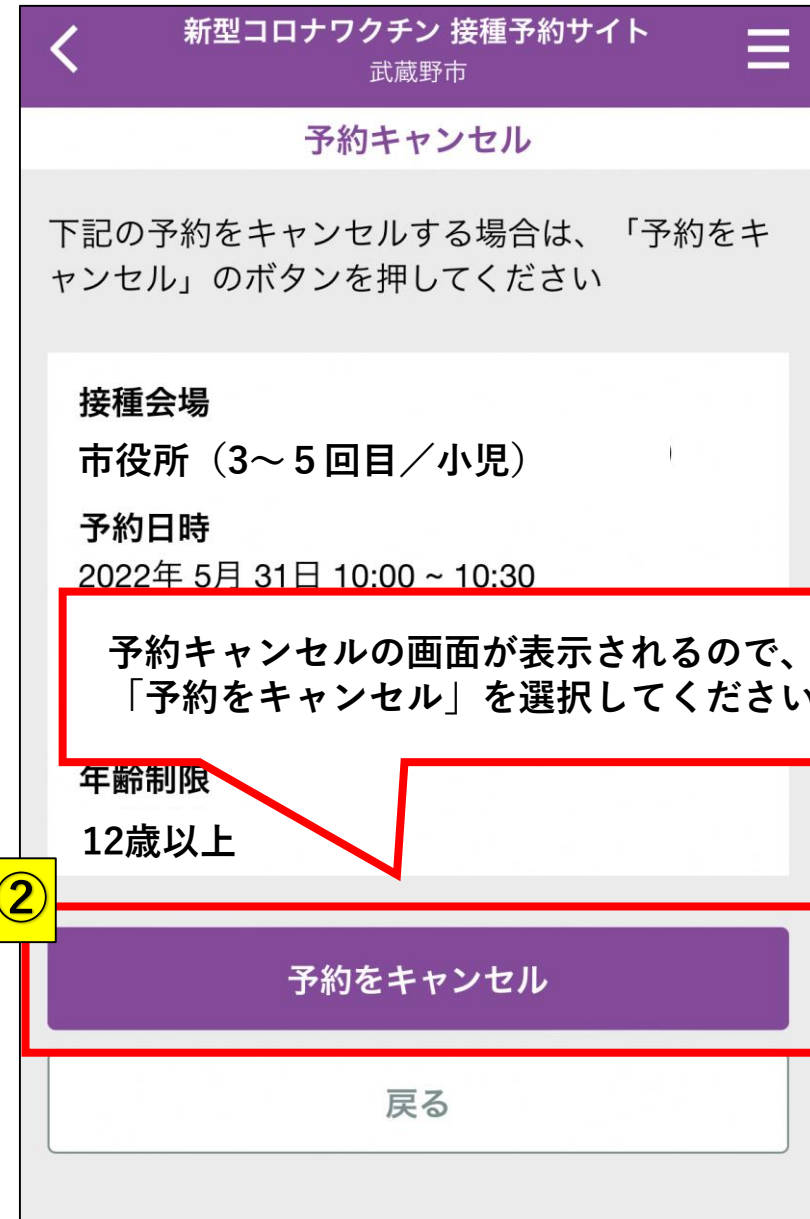 新型コロナワクチン 接種予約サイト
武蔵野市
予約キャンセル
下記の予約をキャンセルする場合は、「予約をキ
ャンセル」のボタンを押してください
接種会場
市役所（3～５回目／小児）
予約日時
2022年 5月 31日 10:00 ~ 10:30
予約キャンセルの画面が表示されるので、
「予約をキャンセル」を選択してください
年齢制限
12歳以上
②
予約をキャンセル
戻る